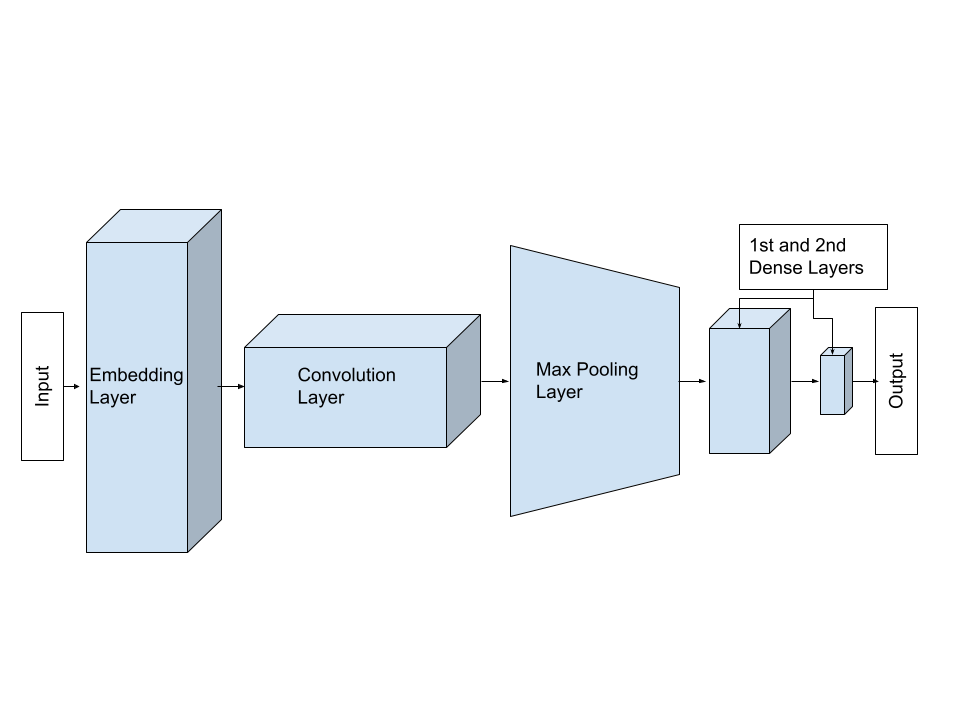 Input
Embedding
Layer
Convolution
Layer
Max Pooling
Layer
1st and 2nd
Dense Layers
Output